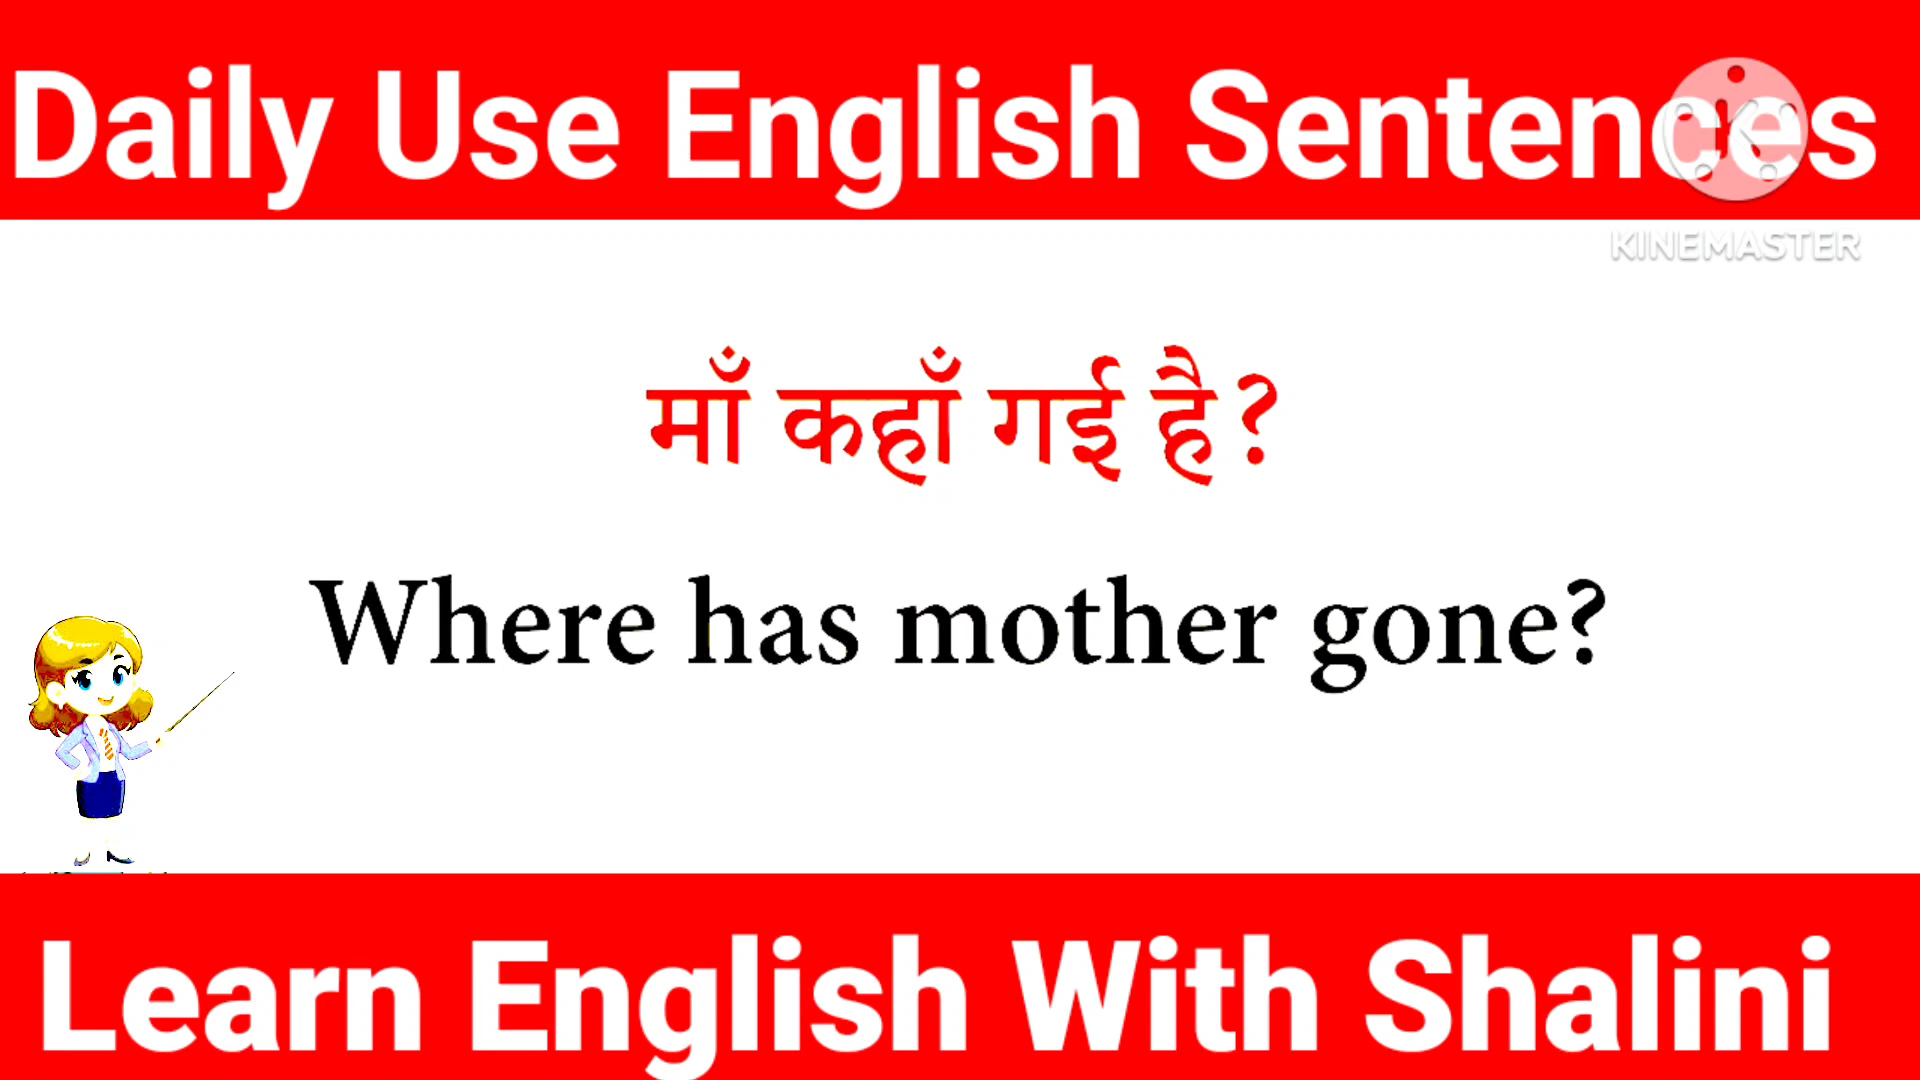 Daily Use English Sentences
KINEMASTER
माँ कहाँ गई है?
Where has mother gone?
Learn English With Shalini